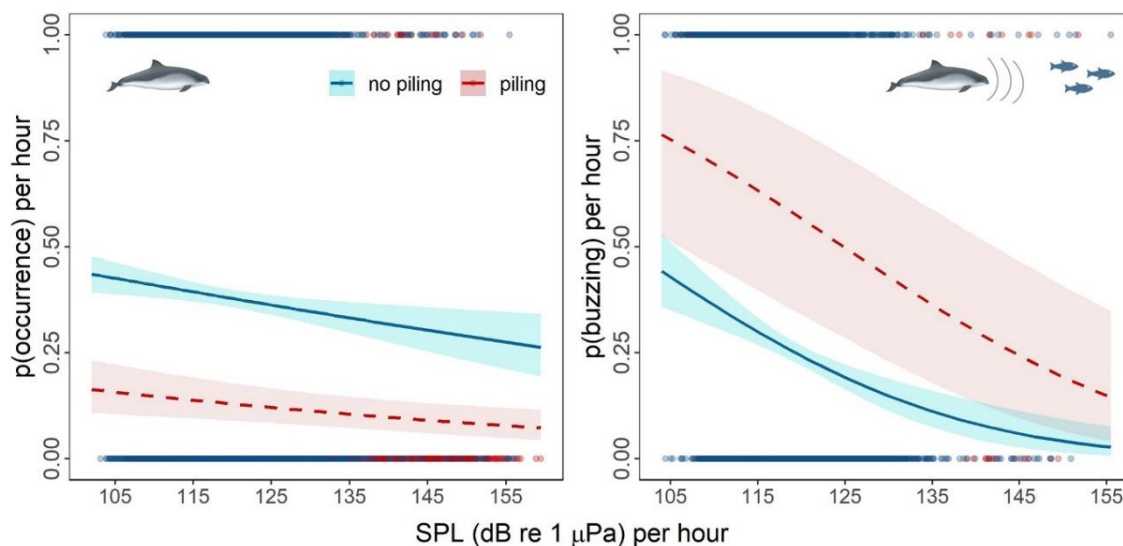 p(occurrence) per hour
1.00
0.75
0.50
0.25
0.00
no piling
piling
105 115 125 135 145 155
p(buzzing) per hour
1.00
0.75
0.50
0.25
0.00
105 115 125 135 145 155
SPL (dB re 1 μPa) per hour